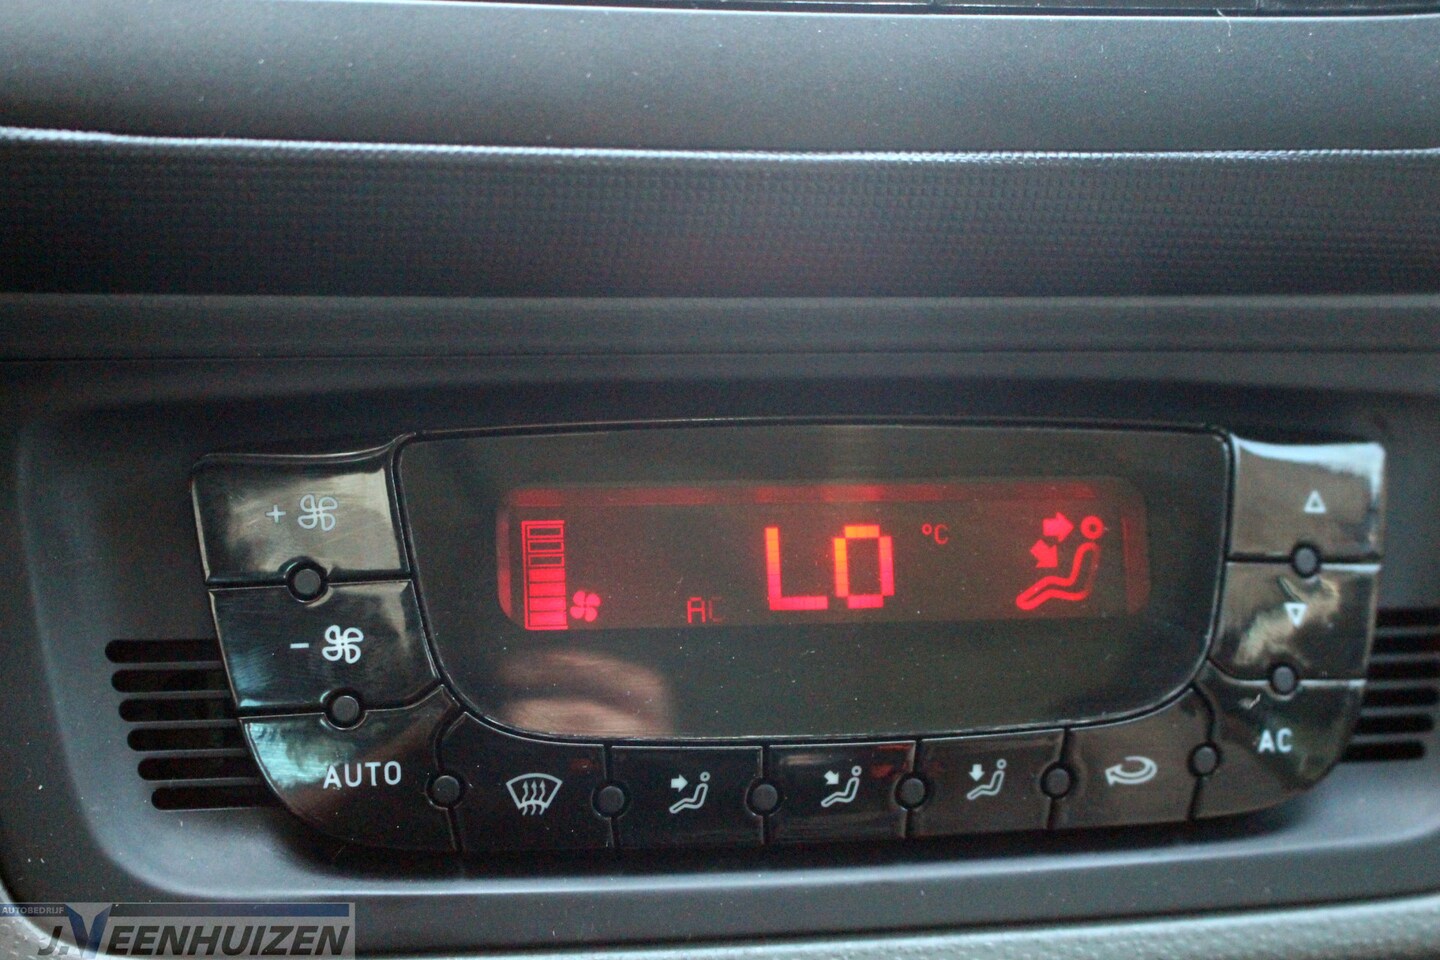 +
-
AC LO °C
AUTO
AC
AUTOBEDRIJF
J. VEENHUIZEN